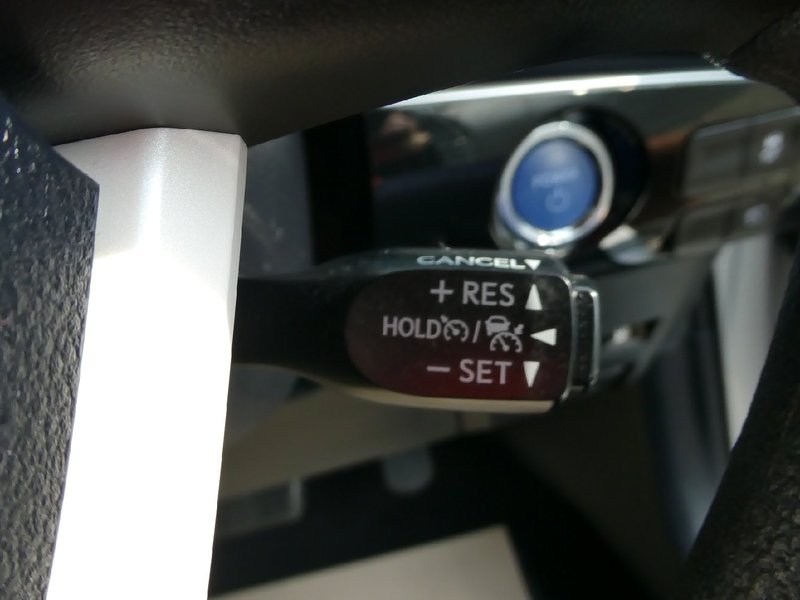 CANCEL▼
+ RES ▲
HOLD / ◀
− SET ▼